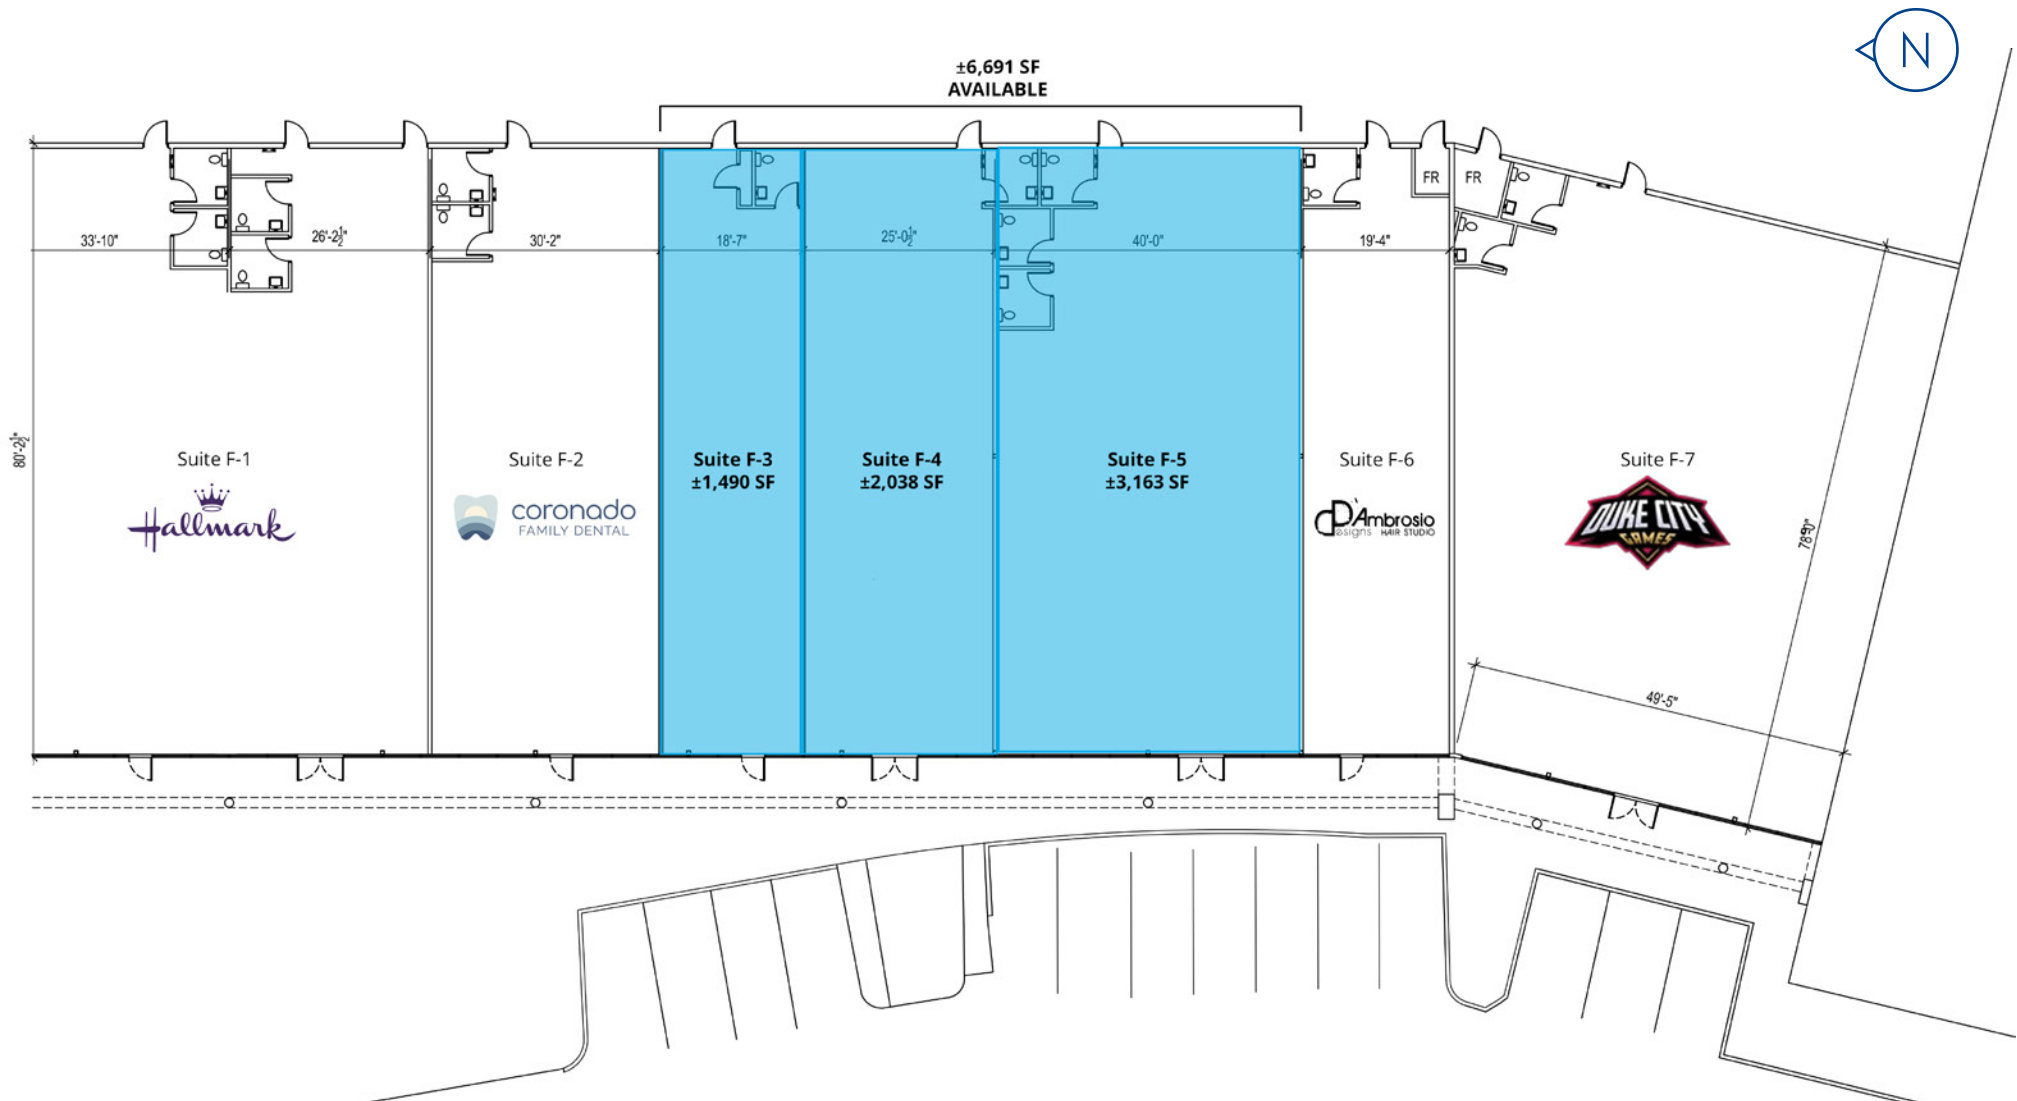 N
±6,691 SF
AVAILABLE
FR
FR
33'-10"
26'-2½"
30'-2"
18'-7"
25'-0½"
40'-0"
19'-4"
80'-2½"
Suite F-1
Hallmark
Suite F-2
coronado
FAMILY DENTAL
Suite F-3
±1,490 SF
Suite F-4
±2,038 SF
Suite F-5
±3,163 SF
Suite F-6
D'Ambrosio
Designs HAIR STUDIO
Suite F-7
DUKE CITY
GAMES
49'-5"